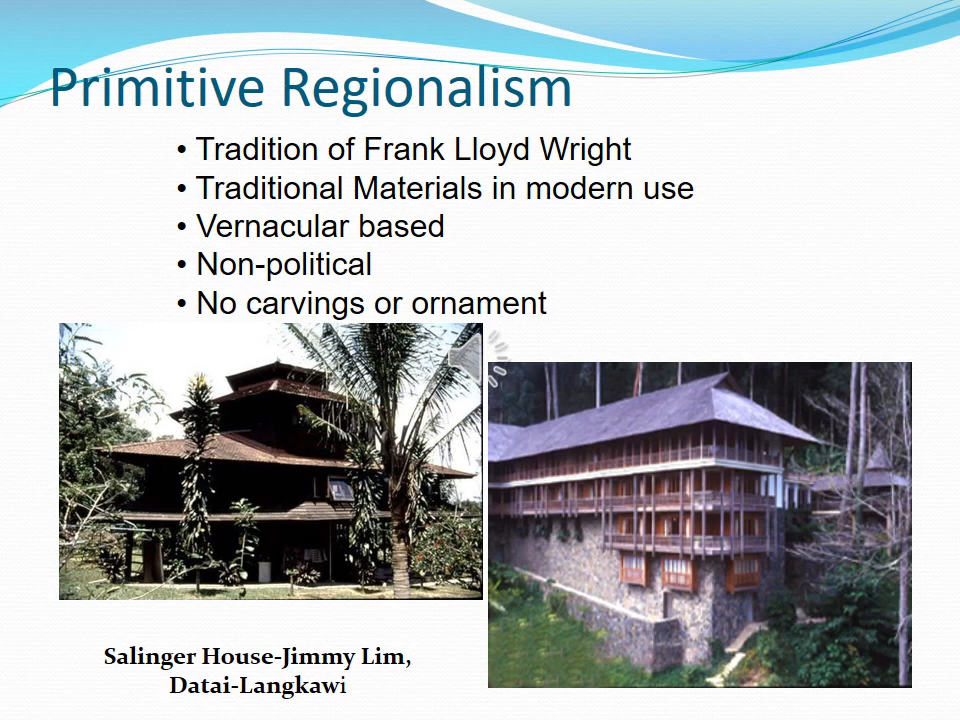 Primitive Regionalism
• Tradition of Frank Lloyd Wright
• Traditional Materials in modern use
• Vernacular based
• Non-political
• No carvings or ornament
Salinger House-Jimmy Lim,
Datai-Langkawi